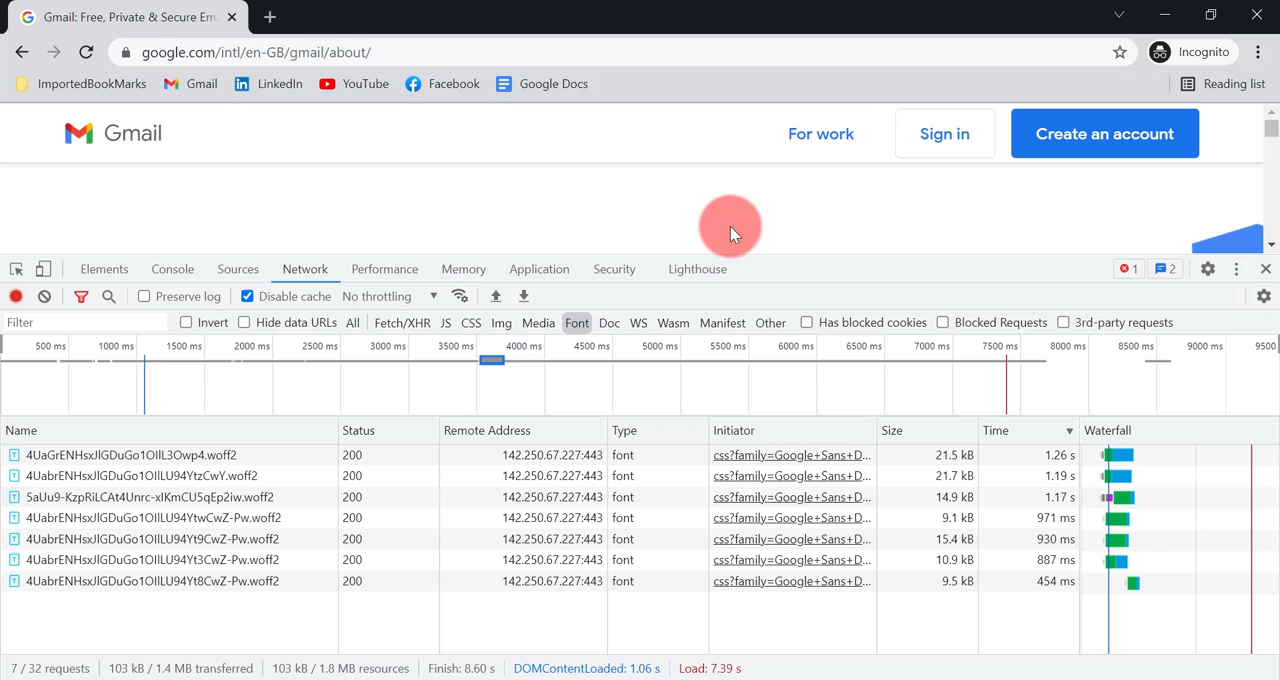 Gmail: Free, Private & Secure Em
google.com/intl/en-GB/gmail/about/
Incognito
ImportedBookMarks Gmail LinkedIn YouTube Facebook Google Docs Reading list
Gmail For work Sign in Create an account
Elements Console Sources Network Performance Memory Application Security Lighthouse 1 2
Preserve log Disable cache No throttling
Filter Invert Hide data URLs All Fetch/XHR JS CSS Img Media Font Doc WS Wasm Manifest Other Has blocked cookies Blocked Requests 3rd-party requests
500 ms 1000 ms 1500 ms 2000 ms 2500 ms 3000 ms 3500 ms 4000 ms 4500 ms 5000 ms 5500 ms 6000 ms 6500 ms 7000 ms 7500 ms 8000 ms 8500 ms 9000 ms 9500
Name Status Remote Address Type Initiator Size Time Waterfall
4UaGrENHsxJlGDuGo1OIlL3Owp4.woff2 200 142.250.67.227:443 font css?family=Google+Sans+D... 21.5 kB 1.26 s
4UabrENHsxJlGDuGo1OIlLU94YtzCwY.woff2 200 142.250.67.227:443 font css?family=Google+Sans+D... 21.7 kB 1.19 s
5aUu9-KzpRiLCAt4Unrc-xIKmCU5qEp2iw.woff2 200 142.250.67.227:443 font css?family=Google+Sans+D... 14.9 kB 1.17 s
4UabrENHsxJlGDuGo1OIlLU94YtwCwZ-Pw.woff2 200 142.250.67.227:443 font css?family=Google+Sans+D... 9.1 kB 971 ms
4UabrENHsxJlGDuGo1OIlLU94Yt9CwZ-Pw.woff2 200 142.250.67.227:443 font css?family=Google+Sans+D... 15.4 kB 930 ms
4UabrENHsxJlGDuGo1OIlLU94Yt3CwZ-Pw.woff2 200 142.250.67.227:443 font css?family=Google+Sans+D... 10.9 kB 887 ms
4UabrENHsxJlGDuGo1OIlLU94Yt8CwZ-Pw.woff2 200 142.250.67.227:443 font css?family=Google+Sans+D... 9.5 kB 454 ms
7 / 32 requests 103 kB / 1.4 MB transferred 103 kB / 1.8 MB resources Finish: 8.60 s DOMContentLoaded: 1.06 s Load: 7.39 s